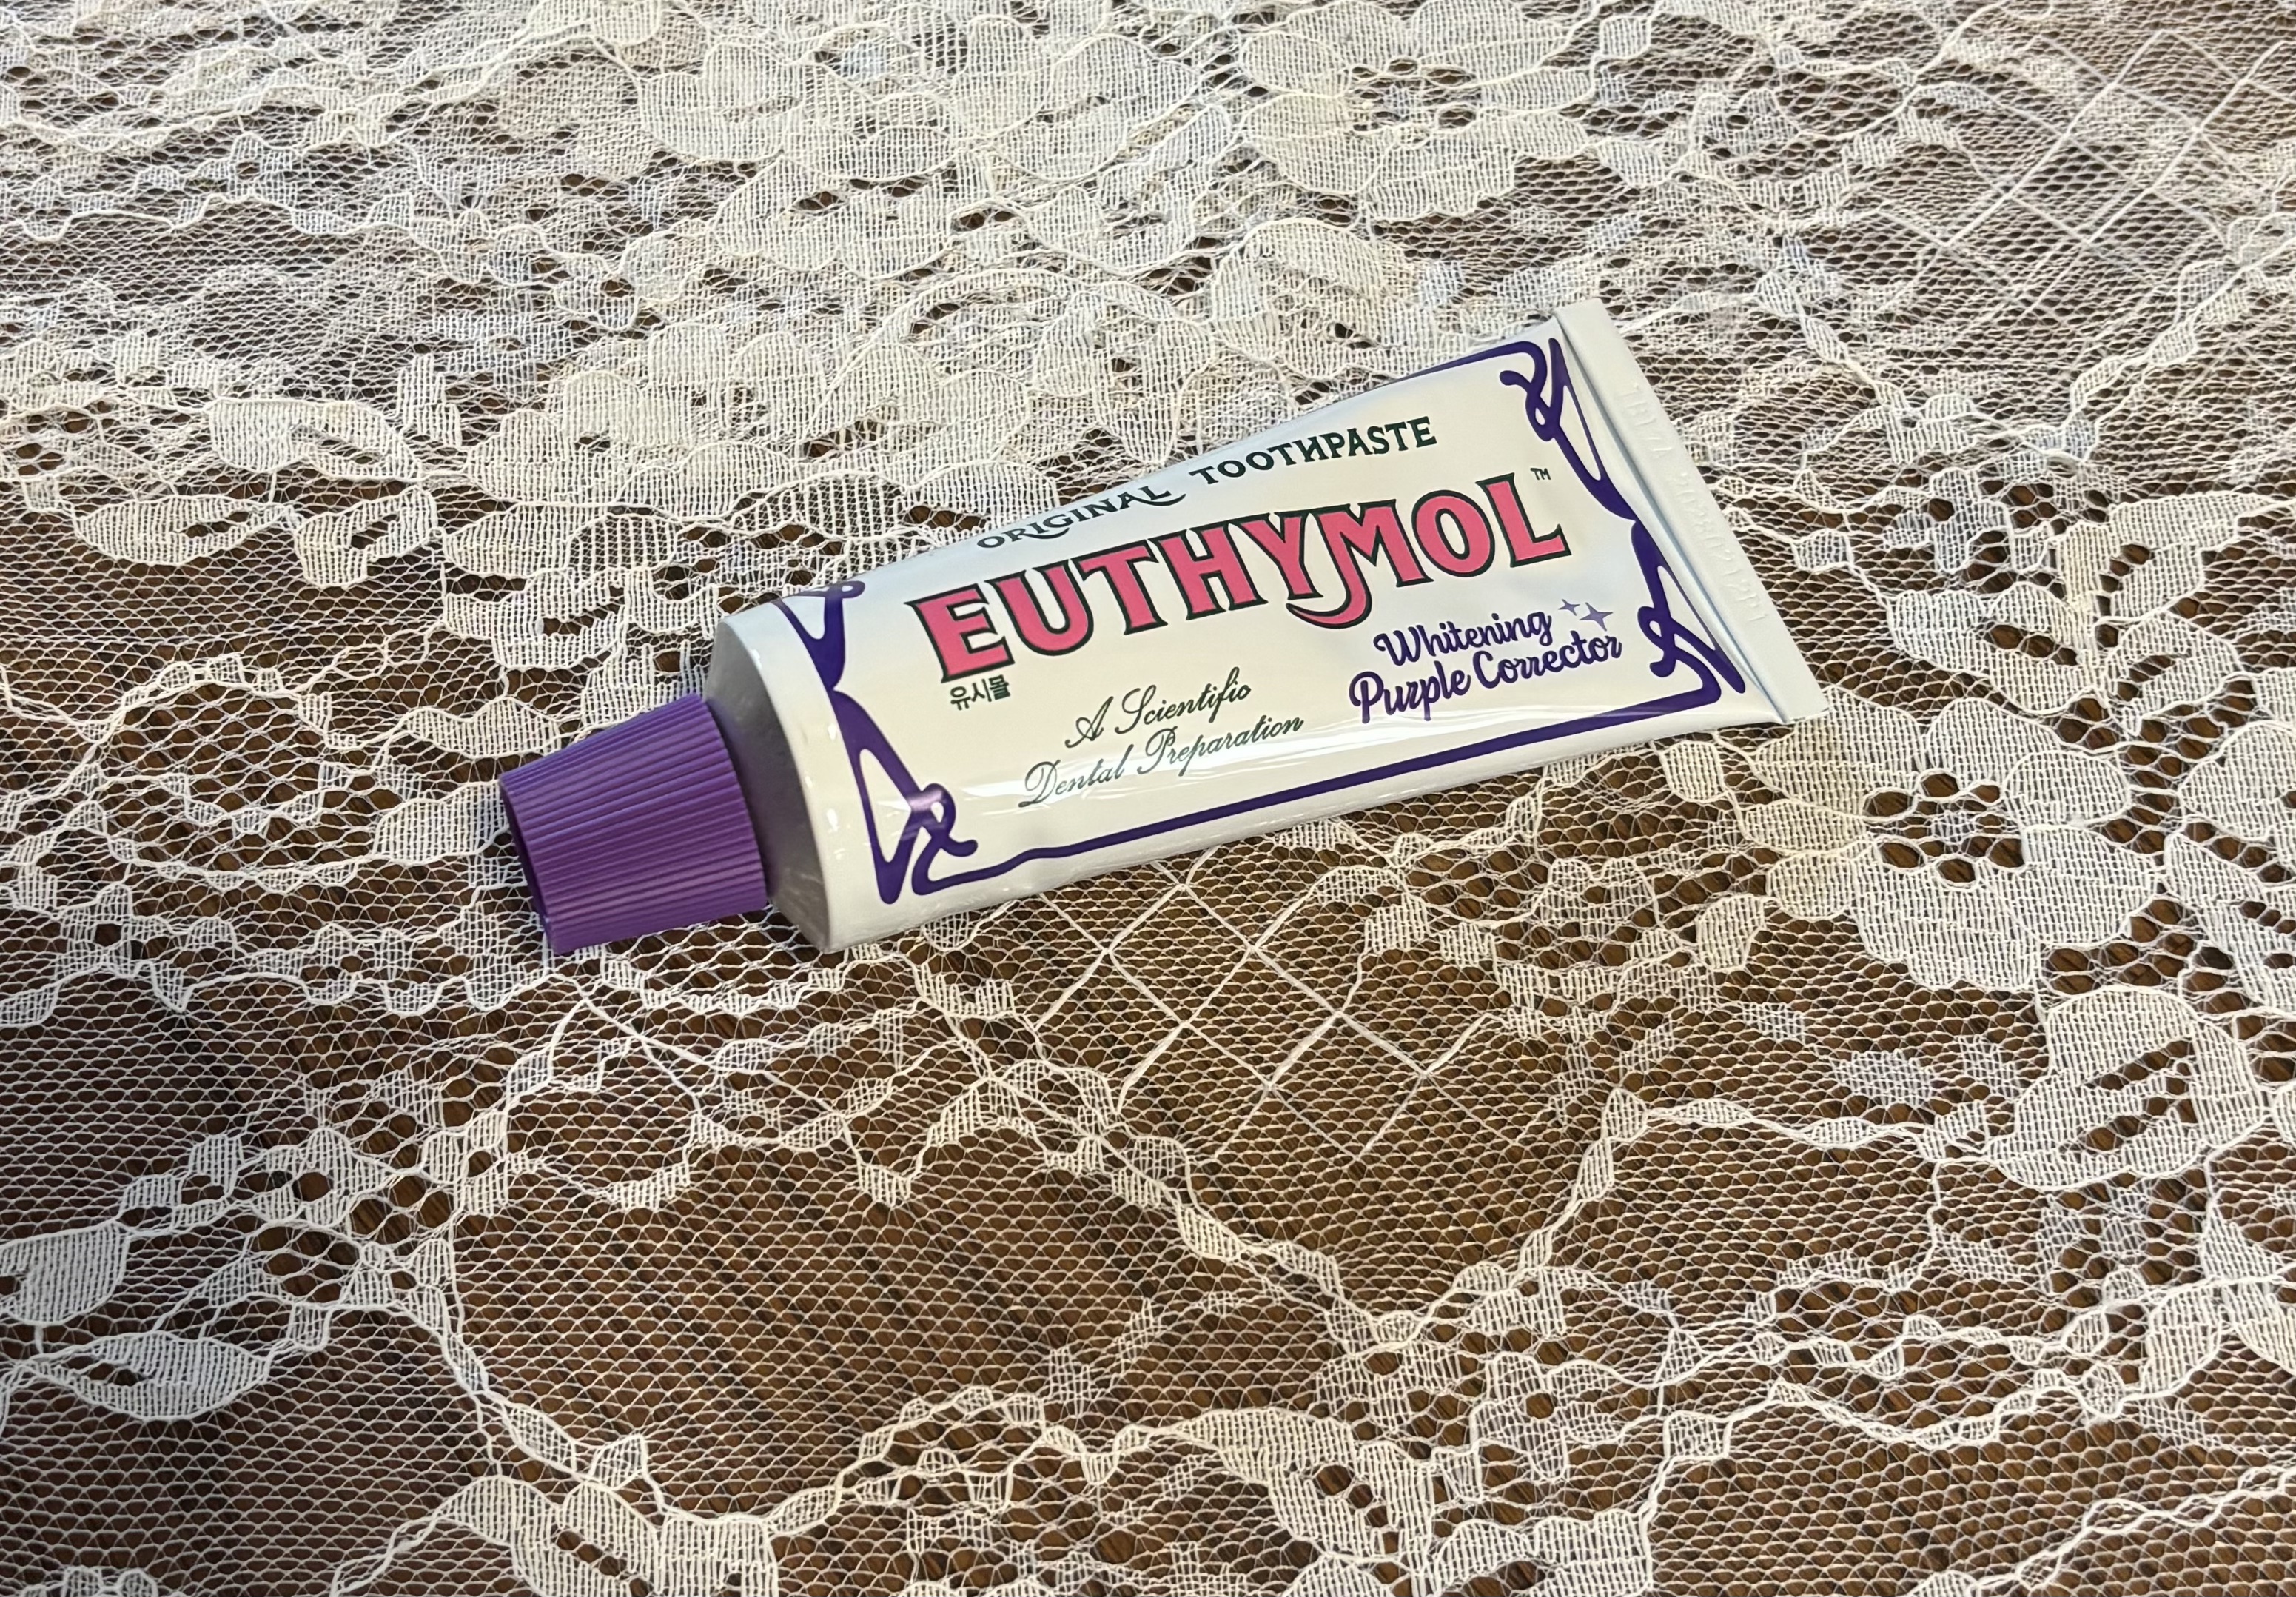 ORIGINAL TOOTHPASTE
EUTHYMOL™
유시몰
Whitening
Purple Corrector
A Scientific
Dental Preparation